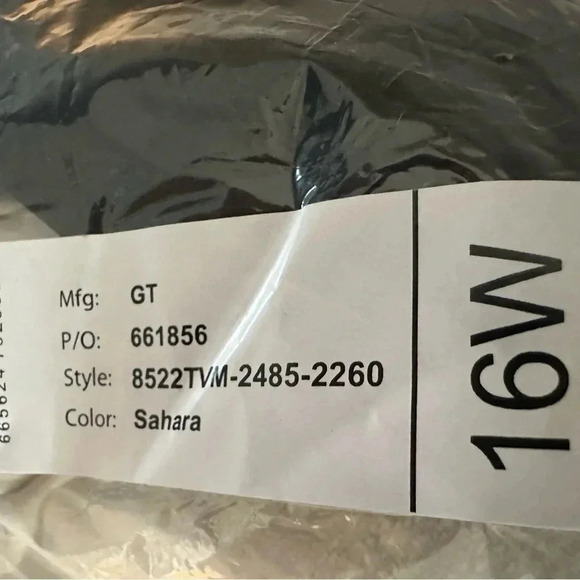 Mfg: GT
P/O: 661856
Style: 8522TVM-2485-2260
Color: Sahara
16W